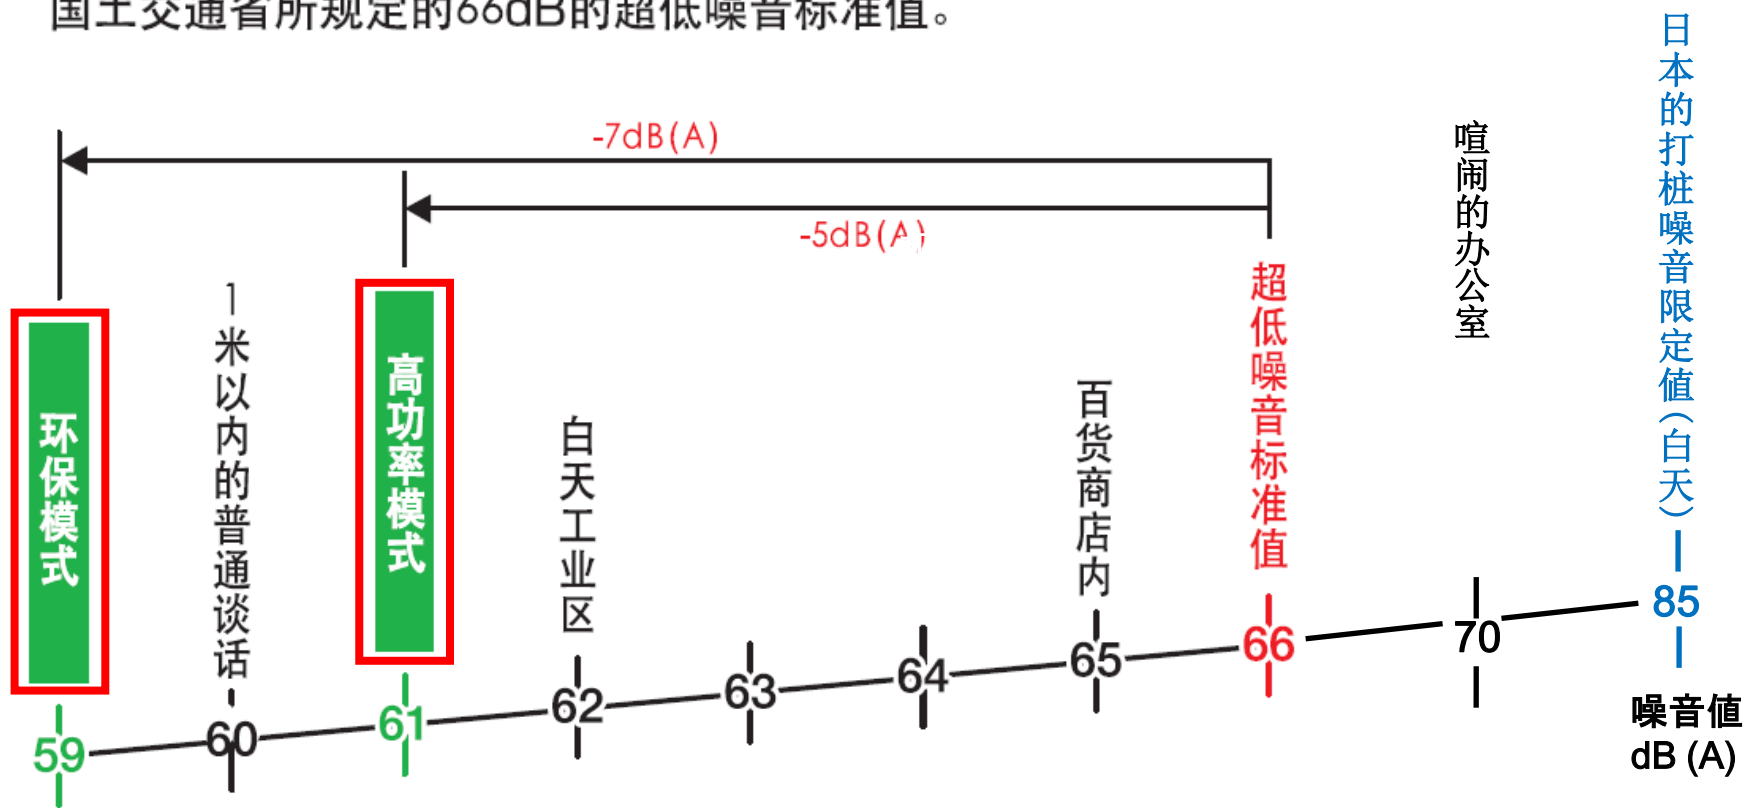 国土交通省所规定的66dB的超低噪音标准值。
-7dB(A)
-5dB(A)
环保模式
1米以内的普通谈话
高功率模式
白天工业区
百货商店内
超低噪音标准值
喧闹的办公室
日本的打桩噪音限定値(白天)
59
60
61
62
63
64
65
66
70
85
噪音値
dB (A)